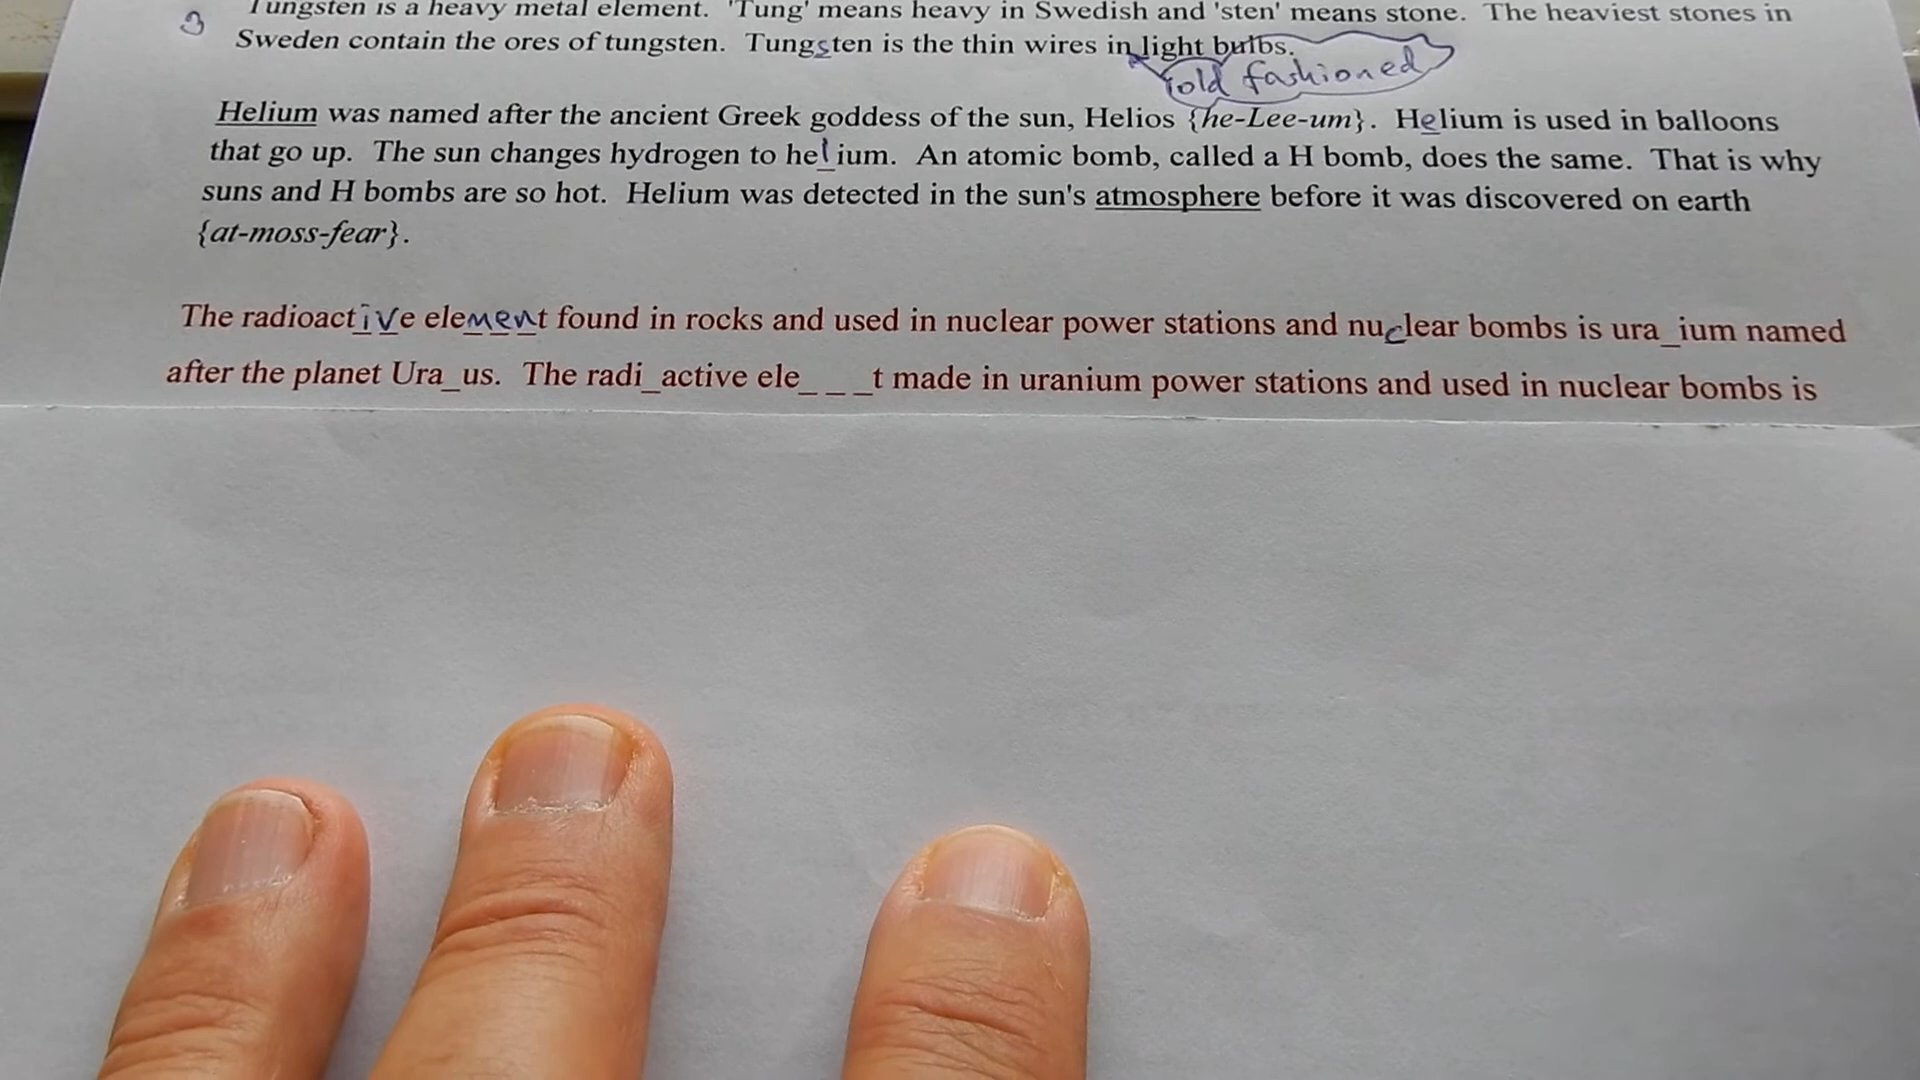 3
Tungsten is a heavy metal element. 'Tung' means heavy in Swedish and 'sten' means stone. The heaviest stones in
Sweden contain the ores of tungsten. Tungsten is the thin wires in light bulbs.
old fashioned
Helium was named after the ancient Greek goddess of the sun, Helios {he-Lee-um}. Helium is used in balloons
that go up. The sun changes hydrogen to helium. An atomic bomb, called a H bomb, does the same. That is why
suns and H bombs are so hot. Helium was detected in the sun's atmosphere before it was discovered on earth
{at-moss-fear}.
The radioactive element found in rocks and used in nuclear power stations and nuclear bombs is ura_ium named
after the planet Ura_us. The radi_active ele_ _ _t made in uranium power stations and used in nuclear bombs is